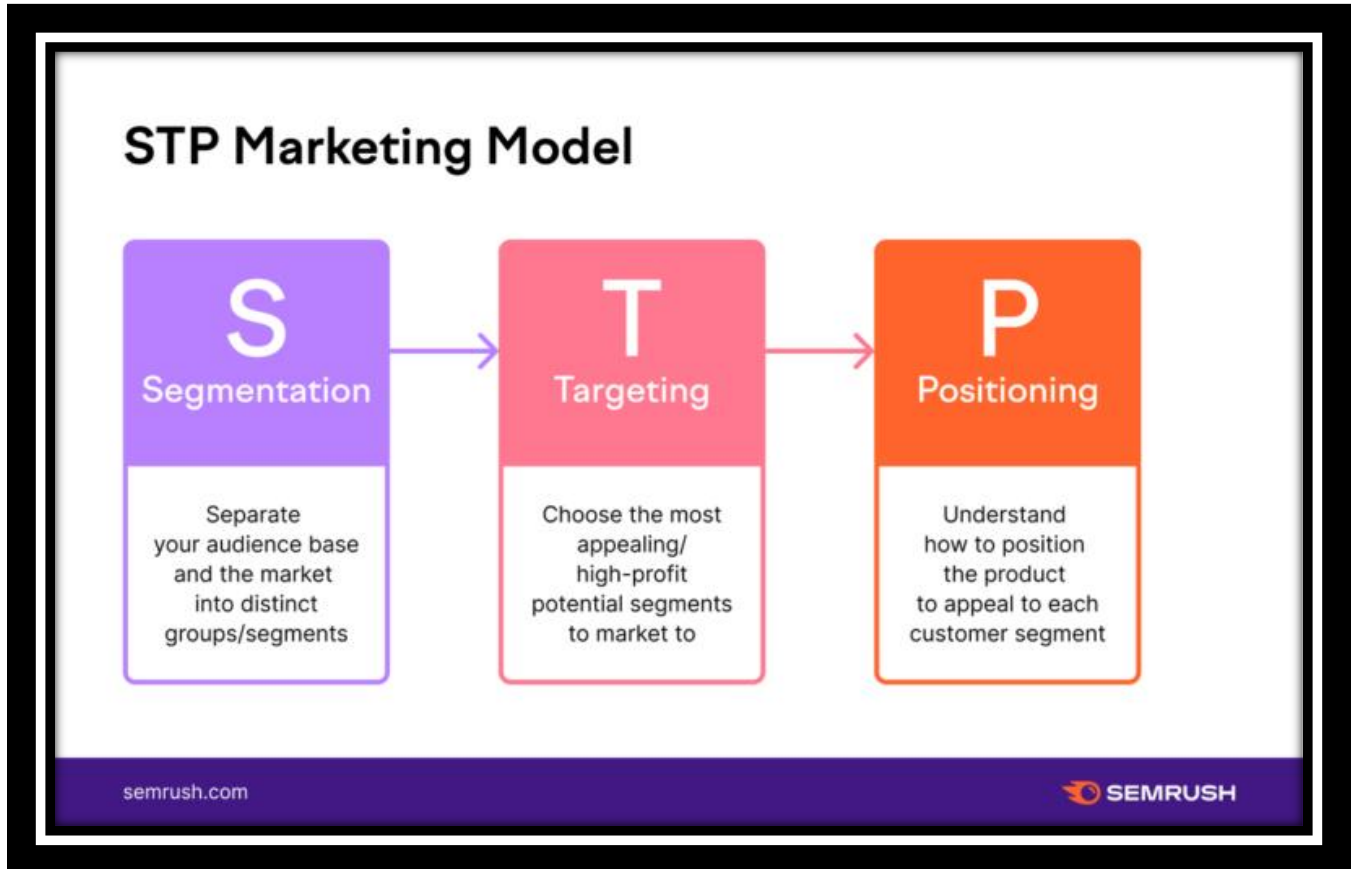 STP Marketing Model
S
Segmentation
Separate
your audience base
and the market
into distinct
groups/segments
T
Targeting
Choose the most
appealing/
high-profit
potential segments
to market to
P
Positioning
Understand
how to position
the product
to appeal to each
customer segment
semrush.com
SEMRUSH